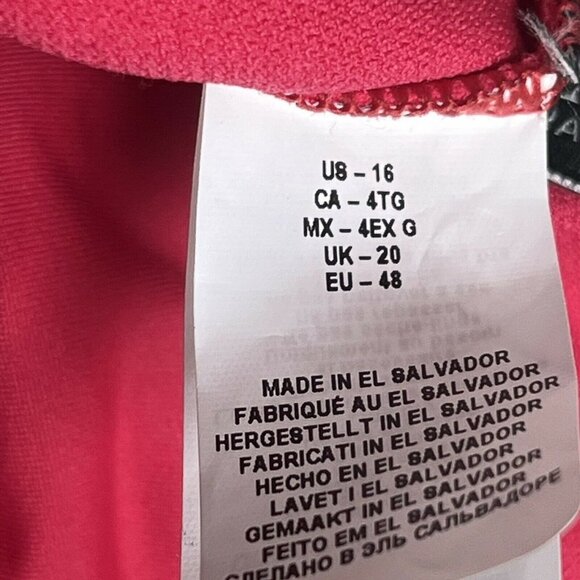 US – 16
CA – 4TG
MX – 4EX G
UK – 20
EU – 48
MADE IN EL SALVADOR
FABRIQUÉ AU EL SALVADOR
HERGESTELLT IN EL SALVADOR
FABRICATI IN EL SALVADOR
HECHO EN EL SALVADOR
LAVET I EL SALVADOR
GEMAAKT IN EL SALVADOR
FEITO EM EL SALVADOR
СДЕЛАНО В ЭЛЬ САЛЬВАДОРЕ